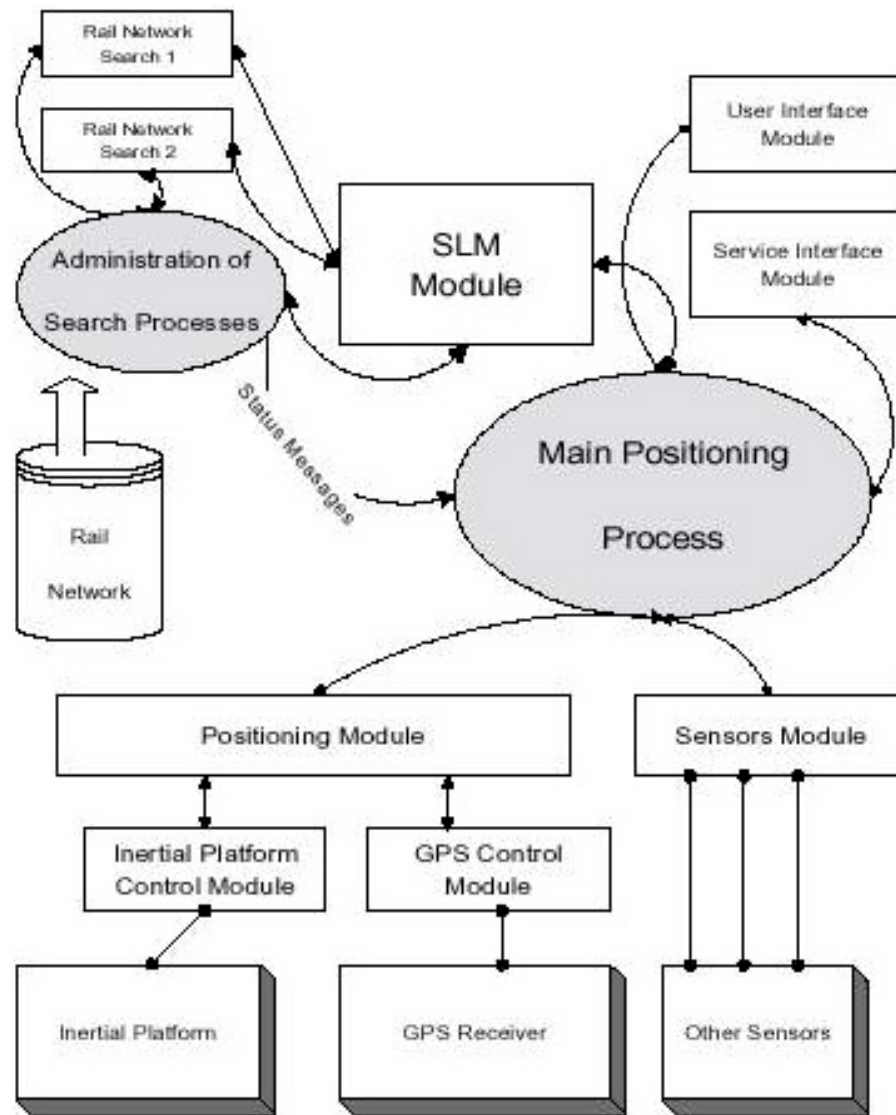 Rail Network
Search 1
Rail Network
Search 2
User Interface
Module
SLM
Module
Service Interface
Module
Administration of
Search Processes
Status Messages
Main Positioning
Process
Rail
Network
Positioning Module
Sensors Module
Inertial Platform
Control Module
GPS Control
Module
Inertial Platform
GPS Receiver
Other Sensors